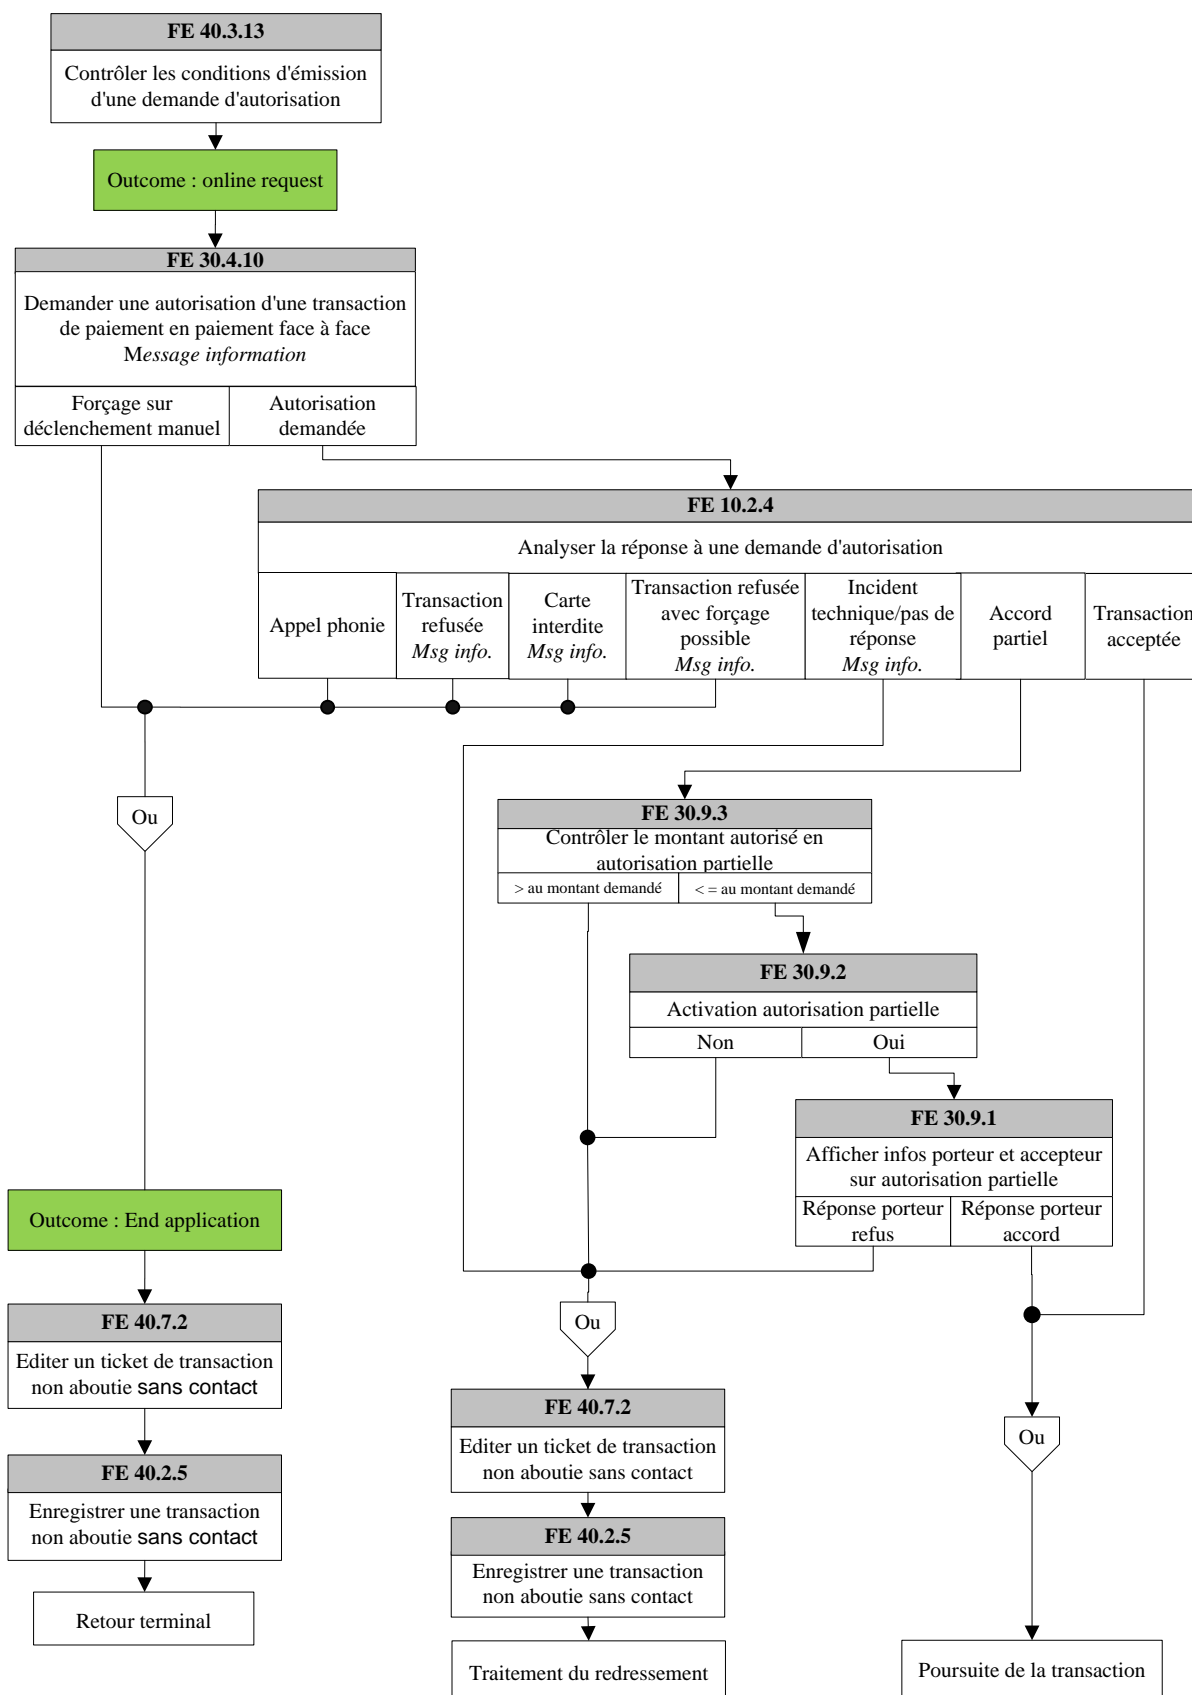 FE 40.3.13
Contrôler les conditions d'émission
d'une demande d'autorisation
Outcome : online request
FE 30.4.10
Demander une autorisation d'une transaction
de paiement en paiement face à face
Message information
Forçage sur
déclenchement manuel
Autorisation
demandée
FE 10.2.4
Analyser la réponse à une demande d'autorisation
Appel phonie
Transaction
refusée
Msg info.
Carte
interdite
Msg info.
Transaction refusée
avec forçage
possible
Msg info.
Incident
technique/pas de
réponse
Msg info.
Accord
partiel
Transaction
acceptée
Ou
FE 30.9.3
Contrôler le montant autorisé en
autorisation partielle
> au montant demandé
< = au montant demandé
FE 30.9.2
Activation autorisation partielle
Non
Oui
FE 30.9.1
Afficher infos porteur et accepteur
sur autorisation partielle
Réponse porteur
refus
Réponse porteur
accord
Outcome : End application
FE 40.7.2
Editer un ticket de transaction
non aboutie sans contact
FE 40.2.5
Enregistrer une transaction
non aboutie sans contact
Retour terminal
Ou
FE 40.7.2
Editer un ticket de transaction
non aboutie sans contact
FE 40.2.5
Enregistrer une transaction
non aboutie sans contact
Traitement du redressement
Ou
Poursuite de la transaction